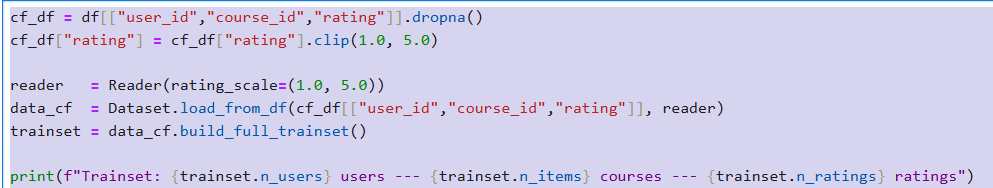 cf_df = df[["user_id","course_id","rating"]].dropna()
cf_df["rating"] = cf_df["rating"].clip(1.0, 5.0)
reader   = Reader(rating_scale=(1.0, 5.0))
data_cf  = Dataset.load_from_df(cf_df[["user_id","course_id","rating"]], reader)
trainset = data_cf.build_full_trainset()
print(f"Trainset: {trainset.n_users} users --- {trainset.n_items} courses --- {trainset.n_ratings} ratings")